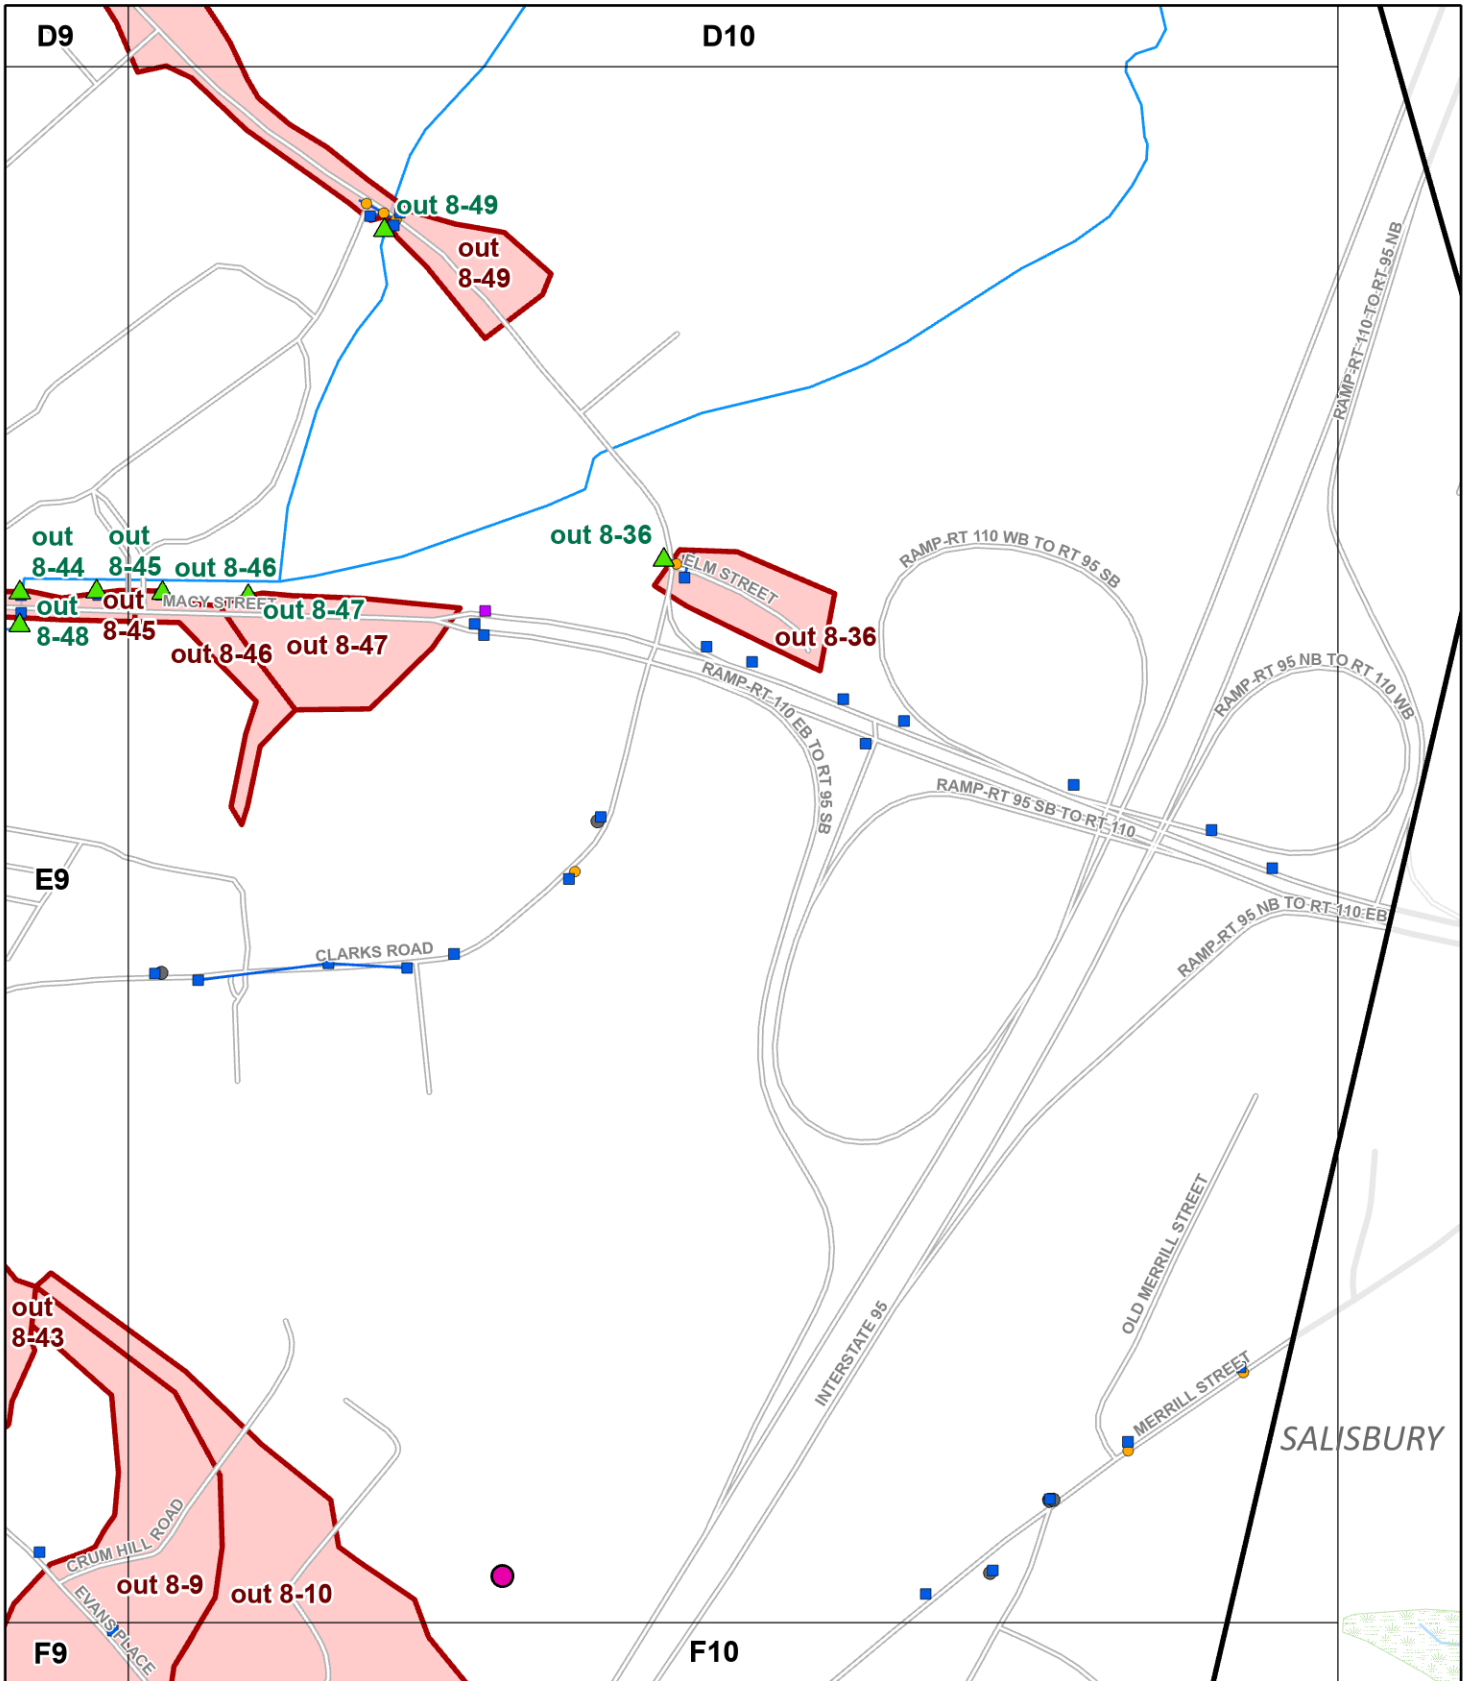 D9
D10
out 8-49
out
8-49
RAMP-RT 110 TO RT 95 NB
out
8-44
out
8-45
out 8-46
out 8-36
ELM STREET
RAMP-RT 110 WB TO RT 95 SB
out
8-48
out
8-45
MACY STREET
out 8-47
out 8-46
out 8-47
out 8-36
RAMP-RT 110 EB TO RT 95 SB
RAMP-RT 95 NB TO RT 110 WB
RAMP-RT 95 SB TO RT 110
E9
RAMP-RT 95 NB TO RT 110 EB
CLARKS ROAD
OLD MERRILL STREET
out
8-43
INTERSTATE 95
MERRILL STREET
SALISBURY
CRUM HILL ROAD
out 8-9
out 8-10
EVANS PLACE
F9
F10